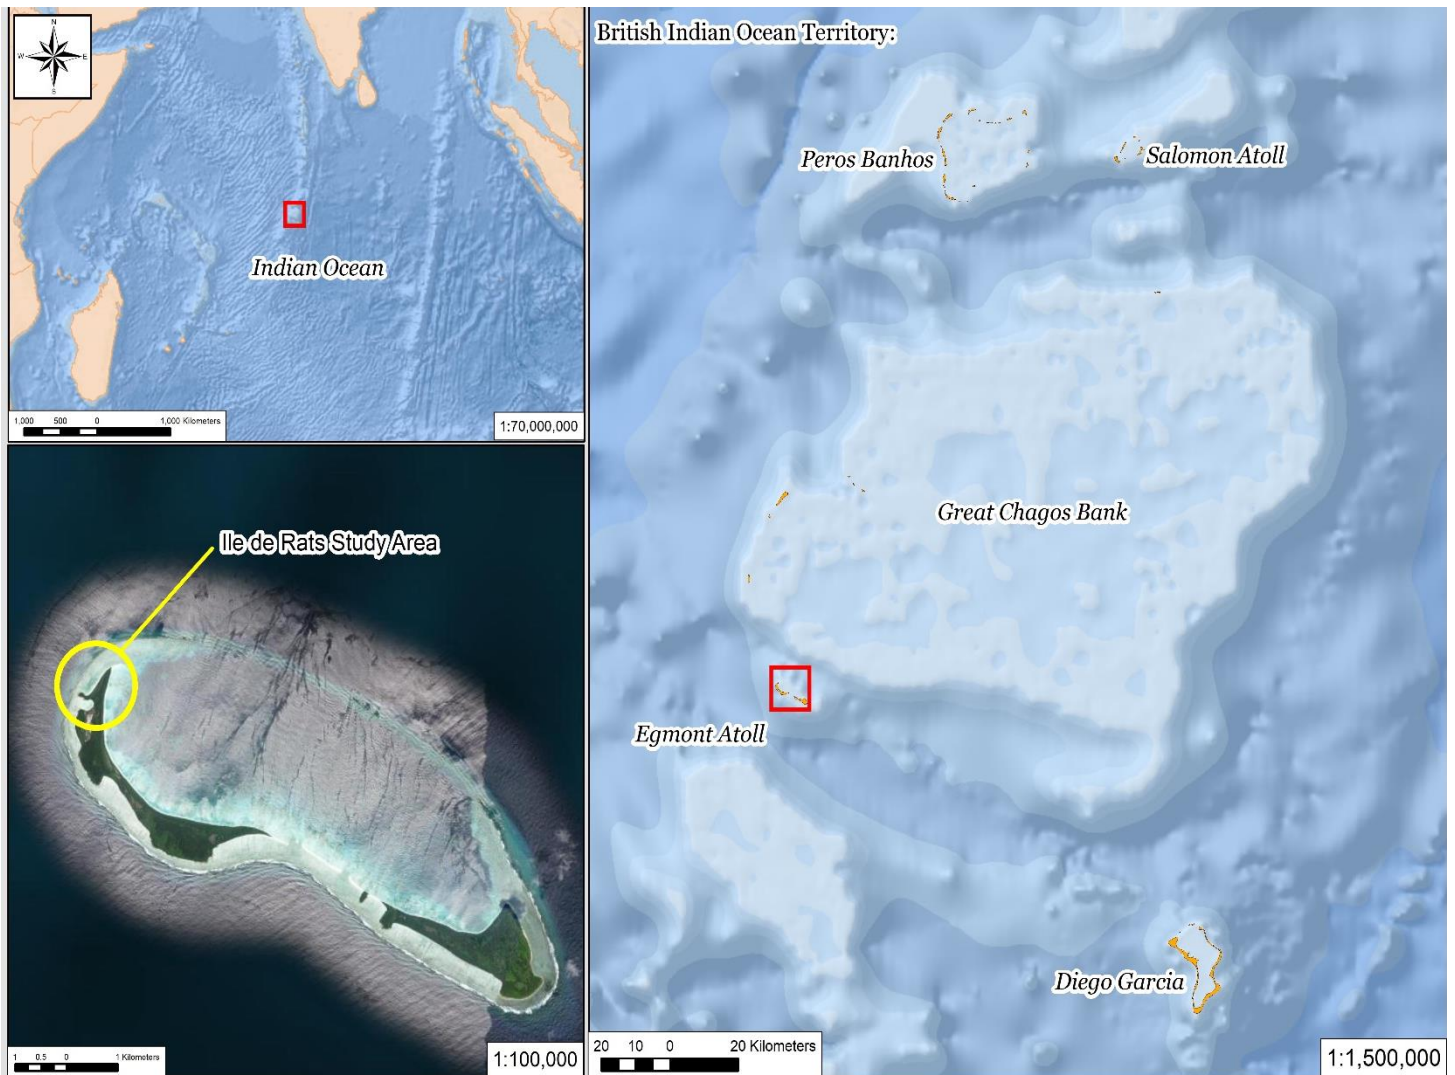 N
W
E
S
Indian Ocean
1,000 500 0 1,000 Kilometers
1:70,000,000
Ile de Rats Study Area
1 0.5 0 1 Kilometers
1:100,000
British Indian Ocean Territory:
Peros Banhos
Salomon Atoll
Great Chagos Bank
Egmont Atoll
Diego Garcia
20 10 0 20 Kilometers
1:1,500,000